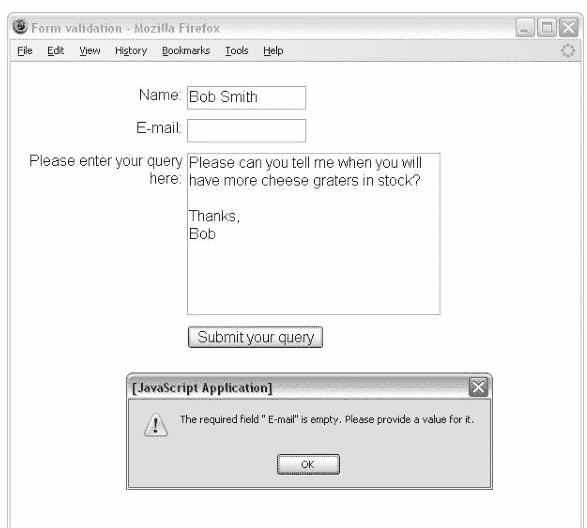 Form validation - Mozilla Firefox
File Edit View History Bookmarks Tools Help
Name: Bob Smith
E-mail:
Please enter your query here:
Please can you tell me when you will
have more cheese graters in stock?
Thanks,
Bob
Submit your query
[JavaScript Application]
The required field " E-mail" is empty. Please provide a value for it.
OK